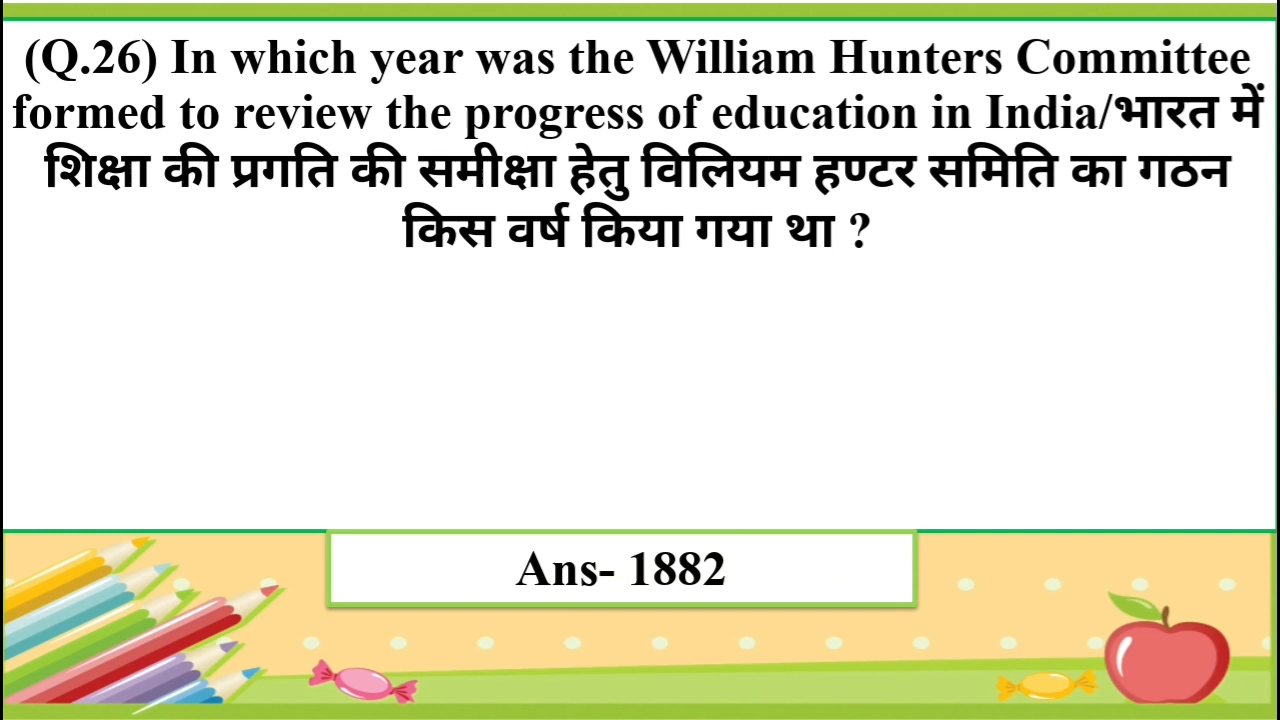 (Q.26) In which year was the William Hunters Committee
formed to review the progress of education in India/भारत में
शिक्षा की प्रगति की समीक्षा हेतु विलियम हण्टर समिति का गठन
किस वर्ष किया गया था ?
Ans- 1882